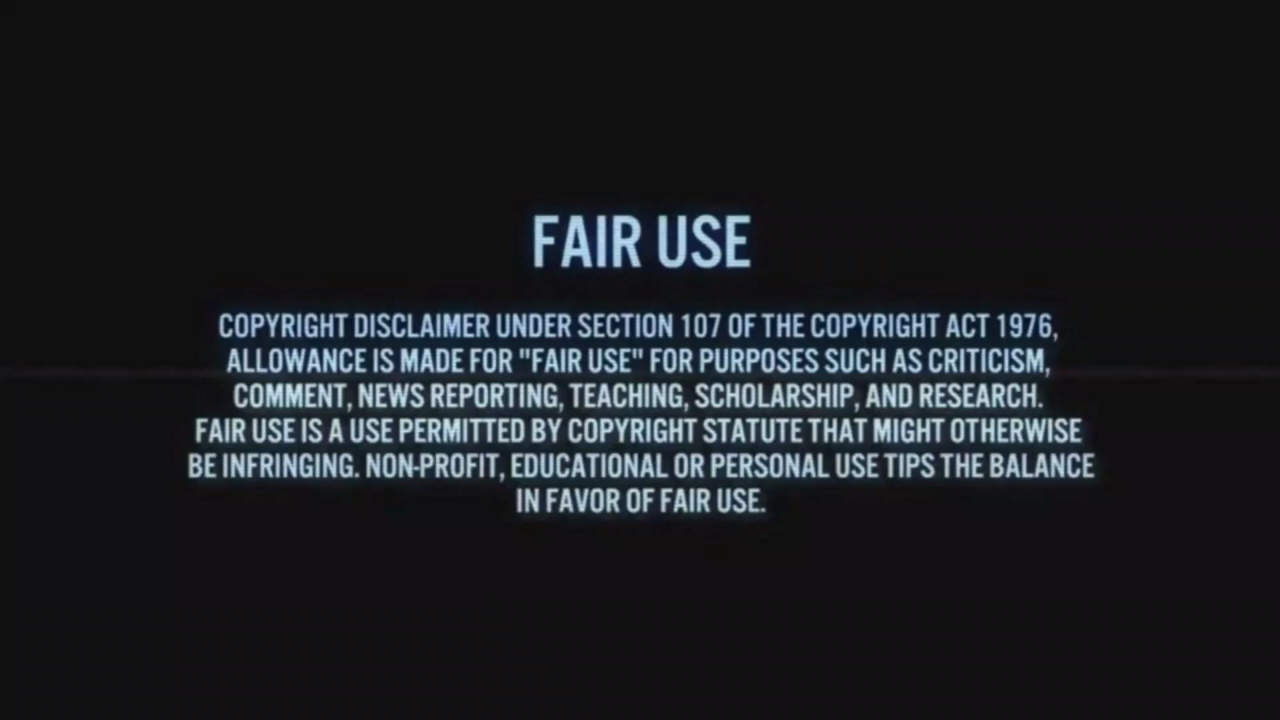 FAIR USE
COPYRIGHT DISCLAIMER UNDER SECTION 107 OF THE COPYRIGHT ACT 1976,
ALLOWANCE IS MADE FOR "FAIR USE" FOR PURPOSES SUCH AS CRITICISM,
COMMENT, NEWS REPORTING, TEACHING, SCHOLARSHIP, AND RESEARCH.
FAIR USE IS A USE PERMITTED BY COPYRIGHT STATUTE THAT MIGHT OTHERWISE
BE INFRINGING. NON-PROFIT, EDUCATIONAL OR PERSONAL USE TIPS THE BALANCE
IN FAVOR OF FAIR USE.